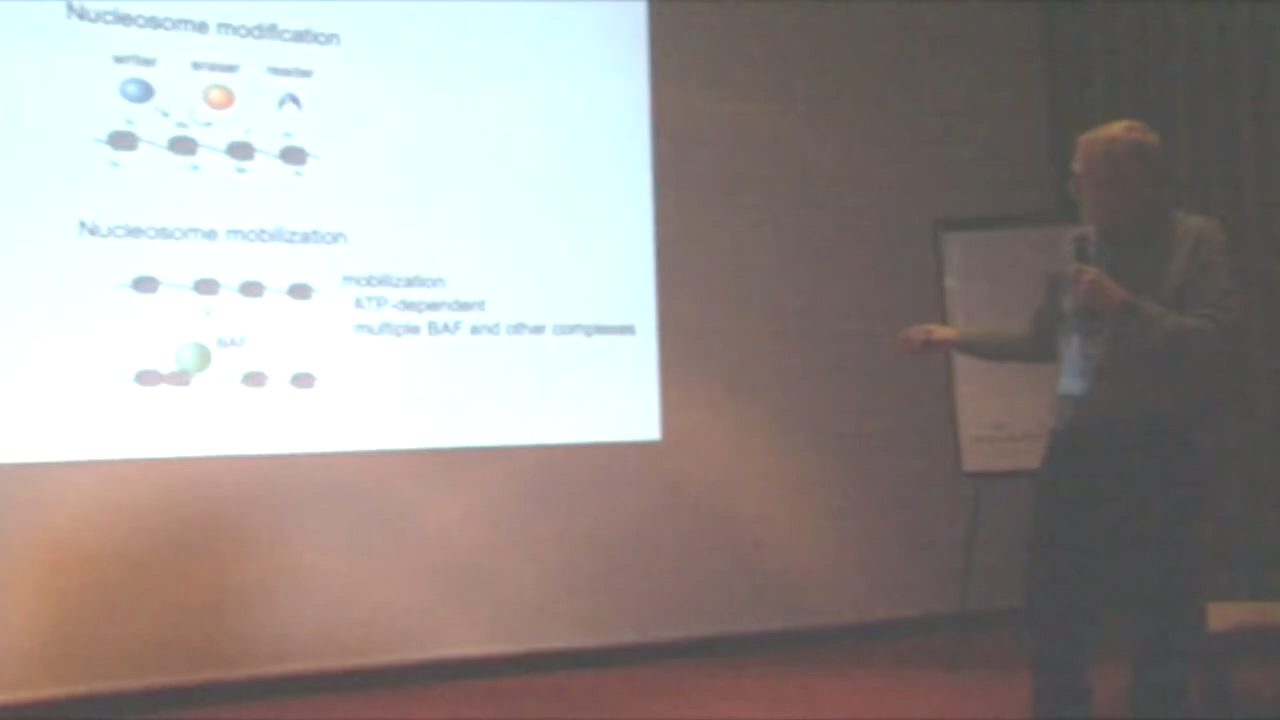 Nucleosome modification
writer eraser reader
Nucleosome mobilization
mobilization
ATP-dependent
multiple BAF and other complexes
BAF